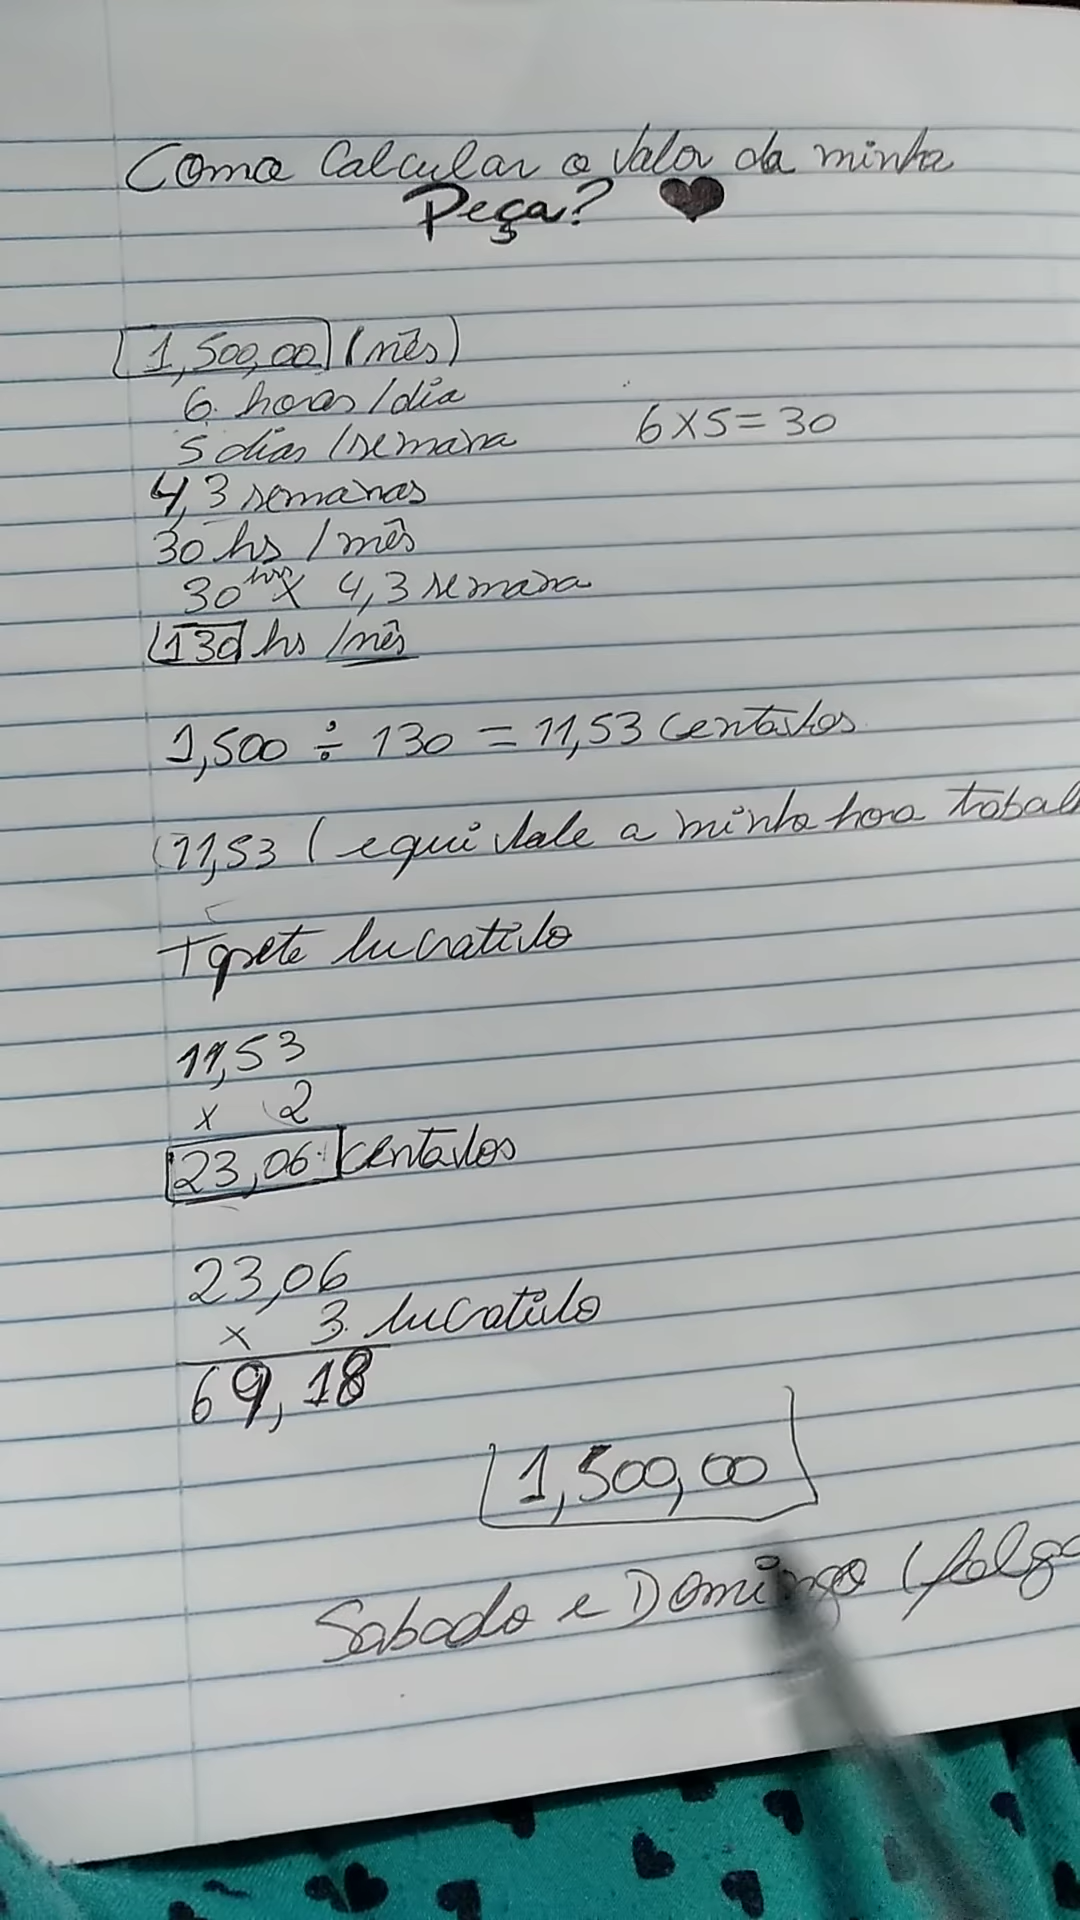 Como Calcular o Valor da minha
Peça?
1,500,00 (mês)
6 horas/dia
5 dias/semana 6x5=30
4,3 semanas
30 hs/mês
30 hrs x 4,3 semana
130 hs/mês
1,500 ÷ 130 = 11,53 centavos
11,53 (equivale a minha hora trabalh
Tapete lucrativo
11,53
x 2
23,06 centavos
23,06
x 3 lucrativo
69,18
1,500,00
Sabado e Domingo (folga